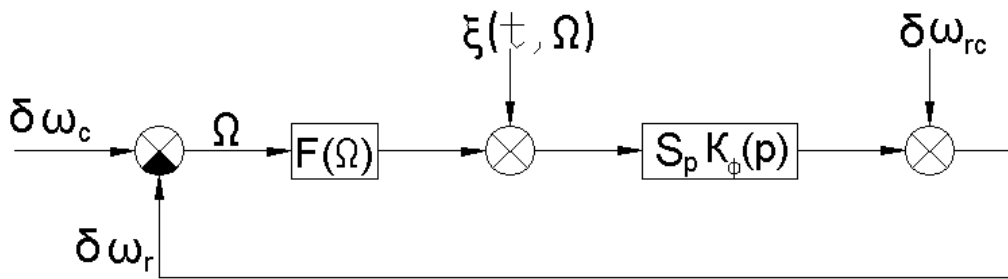 ξ(t, Ω)
δω_rc
δω_c
Ω
F(Ω)
S_p K_ф(p)
δω_r